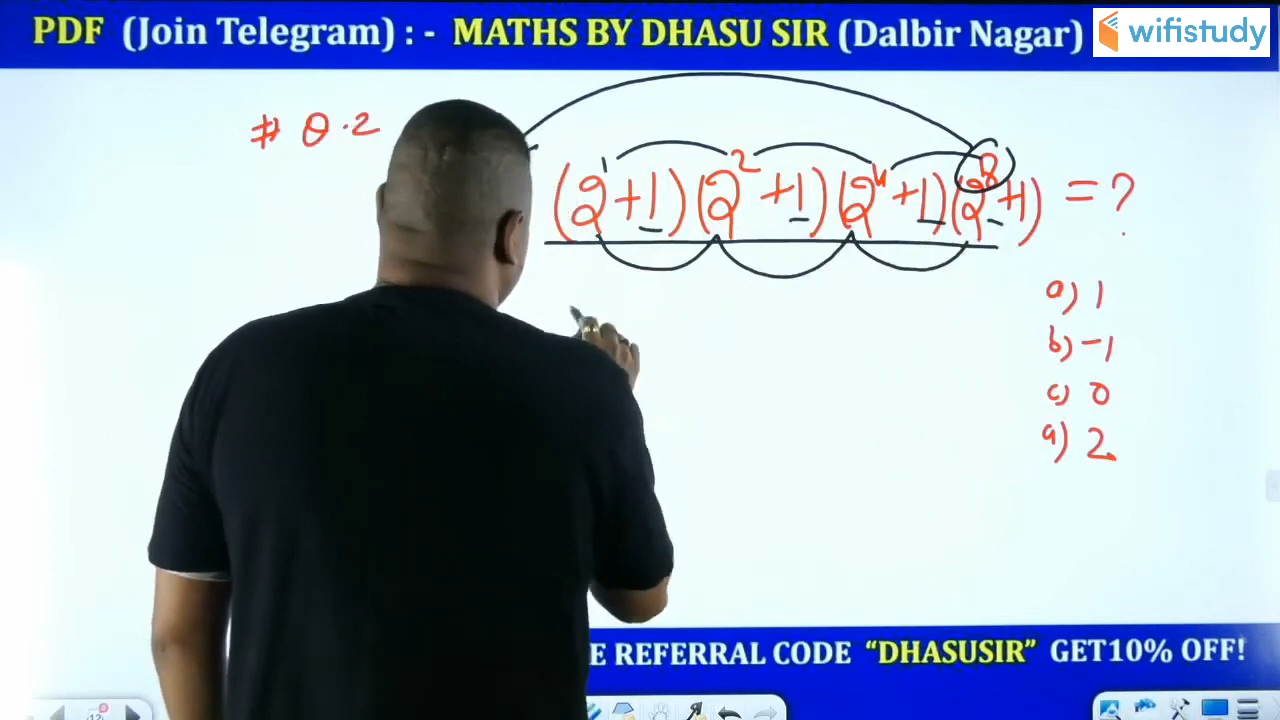 PDF (Join Telegram) : - MATHS BY DHASU SIR (Dalbir Nagar)
wifistudy
# Q.2
(2¹+1)(2²+1)(2⁴+1)(2⁸+1) = ?
a) 1
b) -1
c) 0
a) 2
E REFERRAL CODE “DHASUSIR” GET10% OFF!